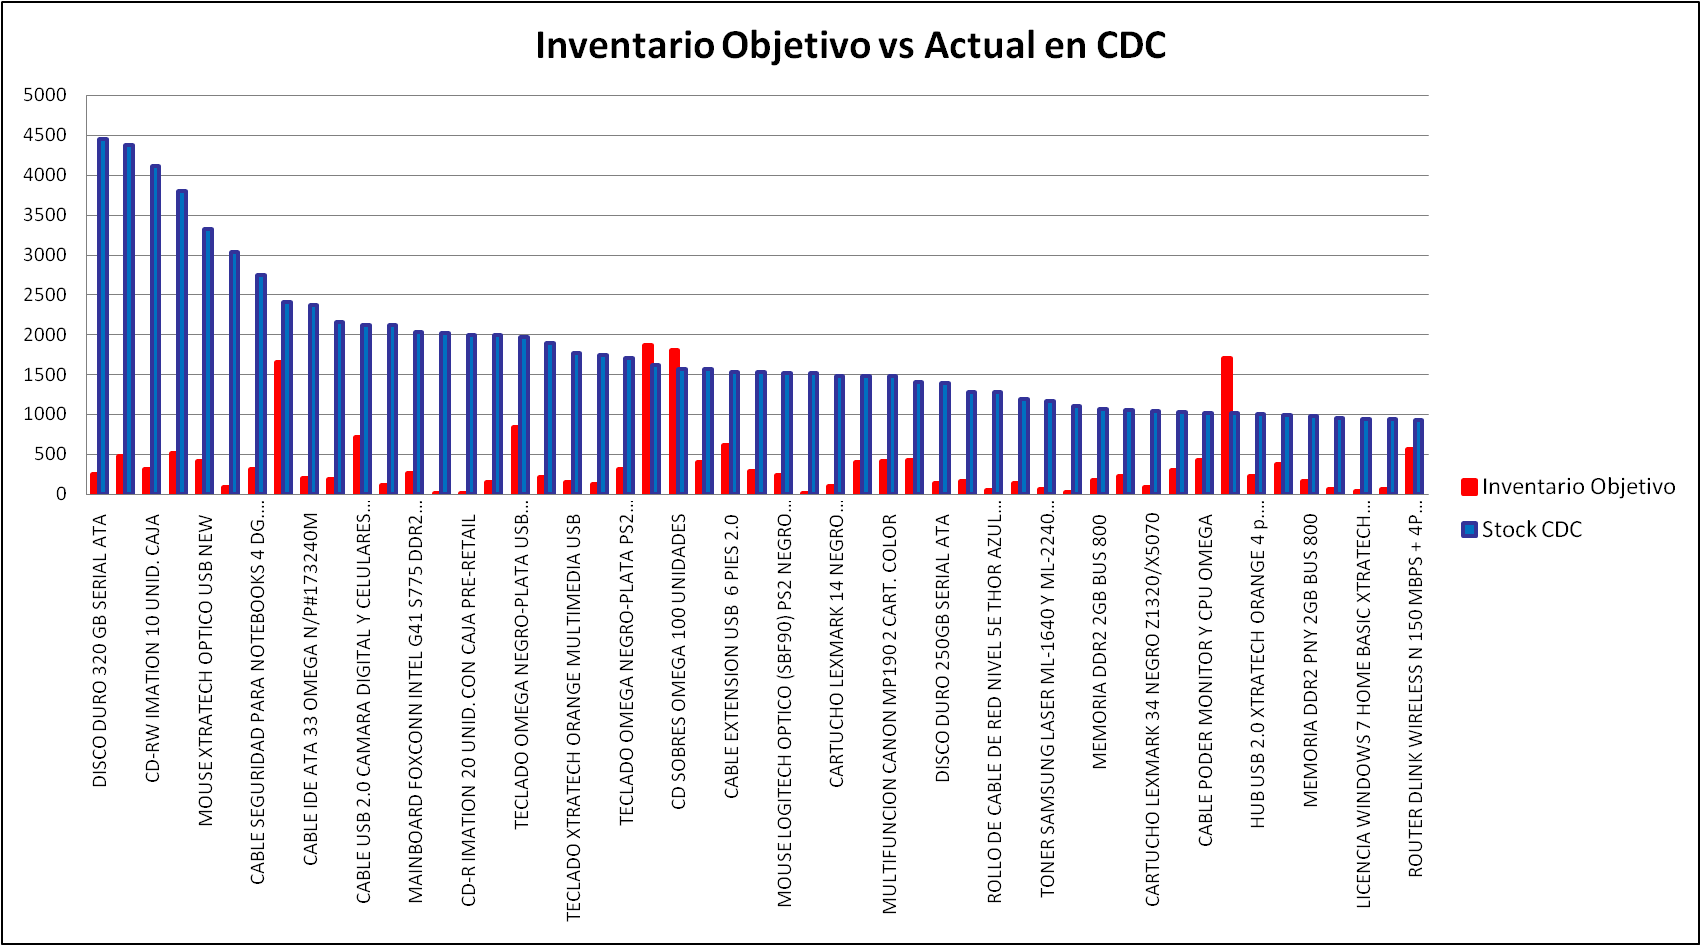 Inventario Objetivo vs Actual en CDC
5000
4500
4000
3500
3000
2500
2000
1500
1000
500
0
Inventario Objetivo
Stock CDC
DISCO DURO 320 GB SERIAL ATA
CD-RW IMATION 10 UNID. CAJA
MOUSE XTRATECH OPTICO USB NEW
CABLE SEGURIDAD PARA NOTEBOOKS 4 DG....
CABLE IDE ATA 33 OMEGA N/P#173240M
CABLE USB 2.0 CAMARA DIGITAL Y CELULARES...
MAINBOARD FOXCONN INTEL G41 S775 DDR2...
CD-R IMATION 20 UNID. CON CAJA PRE-RETAIL
TECLADO OMEGA NEGRO-PLATA USB...
TECLADO XTRATECH ORANGE MULTIMEDIA USB
TECLADO OMEGA NEGRO-PLATA PS2...
CD SOBRES OMEGA 100 UNIDADES
CABLE EXTENSION USB 6 PIES 2.0
MOUSE LOGITECH OPTICO (SBF90) PS2 NEGRO...
CARTUCHO LEXMARK 14 NEGRO...
MULTIFUNCION CANON MP190 2 CART. COLOR
DISCO DURO 250GB SERIAL ATA
ROLLO DE CABLE DE RED NIVEL 5E THOR AZUL...
TONER SAMSUNG LASER ML-1640 Y ML-2240...
MEMORIA DDR2 2GB BUS 800
CARTUCHO LEXMARK 34 NEGRO Z1320/X5070
CABLE PODER MONITOR Y CPU OMEGA
HUB USB 2.0 XTRATECH ORANGE 4 p....
MEMORIA DDR2 PNY 2GB BUS 800
LICENCIA WINDOWS 7 HOME BASIC XTRATECH...
ROUTER DLINK WIRELESS N 150 MBPS + 4P...